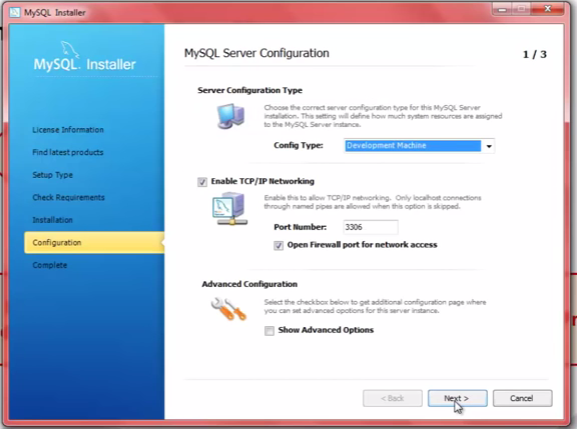 MySQL Installer
MySQL. Installer
License Information
Find latest products
Setup Type
Check Requirements
Installation
Configuration
Complete
MySQL Server Configuration
1 / 3
Server Configuration Type
Choose the correct server configuration type for this MySQL Server
installation. This setting will define how much system resources are assigned
to the MySQL Server instance.
Config Type: Development Machine
Enable TCP/IP Networking
Enable this to allow TCP/IP networking. Only localhost connections
through named pipes are allowed when this option is skipped.
Port Number: 3306
Open Firewall port for network access
Advanced Configuration
Select the checkbox below to get additional configuration page where
you can set advanced options for this server instance.
Show Advanced Options
< Back
Next >
Cancel